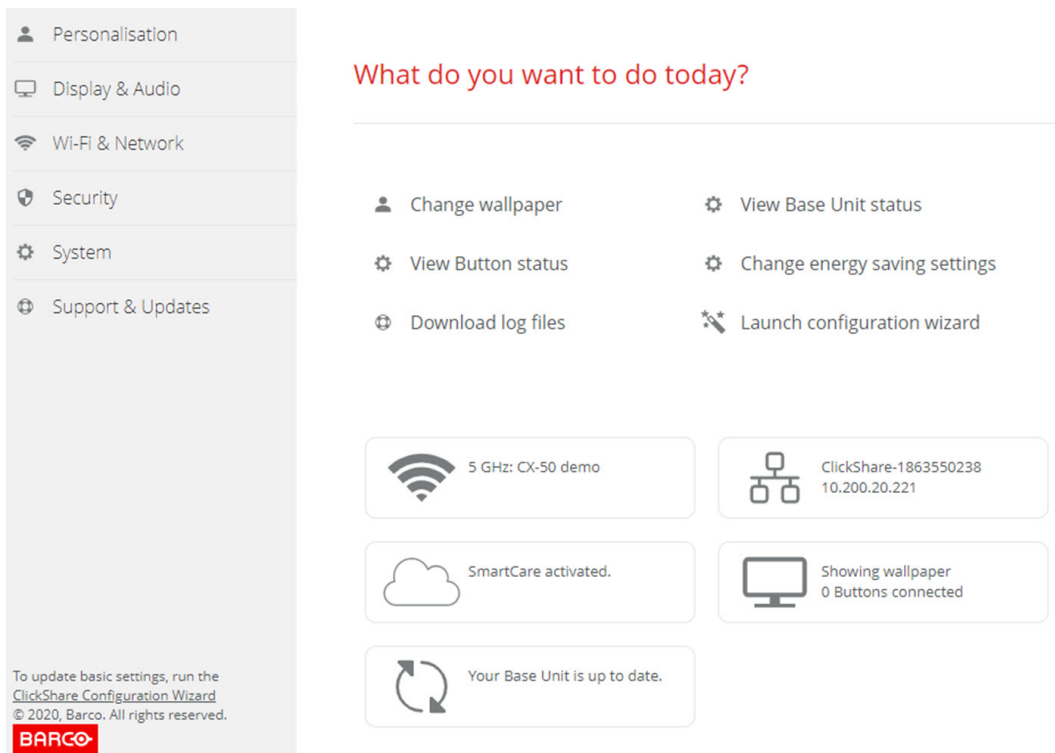 Personalisation
Display & Audio
Wi-Fi & Network
Security
System
Support & Updates
To update basic settings, run the
ClickShare Configuration Wizard
© 2020, Barco. All rights reserved.
BARCO
What do you want to do today?
Change wallpaper
View Base Unit status
View Button status
Change energy saving settings
Download log files
Launch configuration wizard
5 GHz: CX-50 demo
ClickShare-1863550238
10.200.20.221
SmartCare activated.
Showing wallpaper
0 Buttons connected
Your Base Unit is up to date.